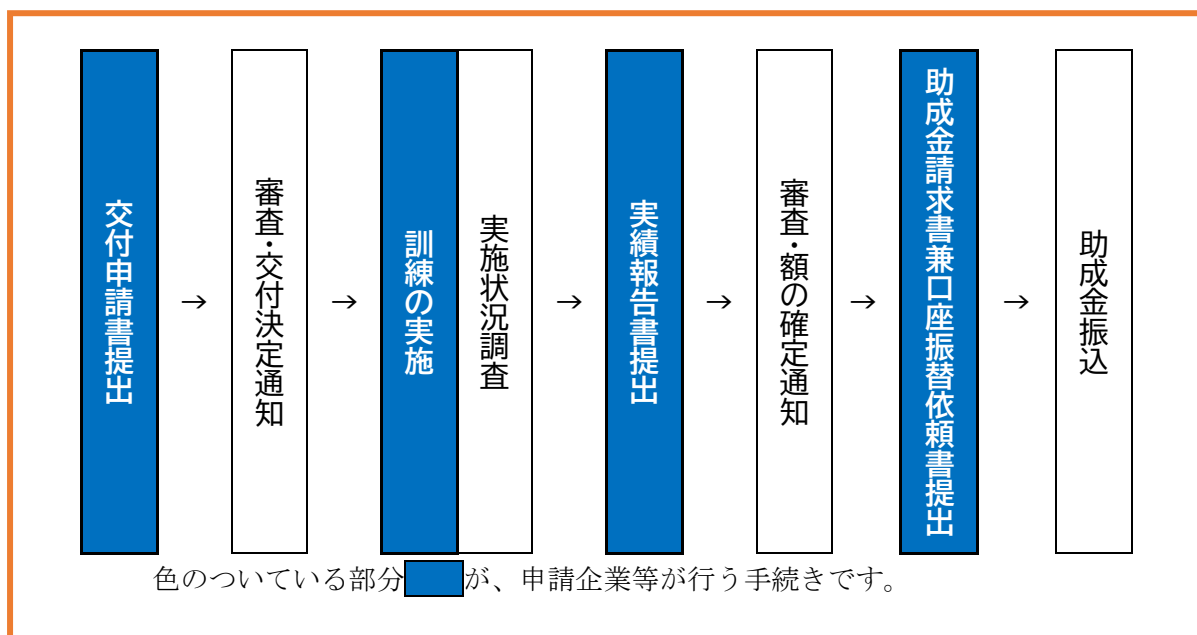 交付申請書提出
→
審査・交付決定通知
→
訓練の実施
実施状況調査
→
実績報告書提出
→
審査・額の確定通知
→
助成金請求書兼口座振替依頼書提出
→
助成金振込
色のついている部分が、申請企業等が行う手続きです。